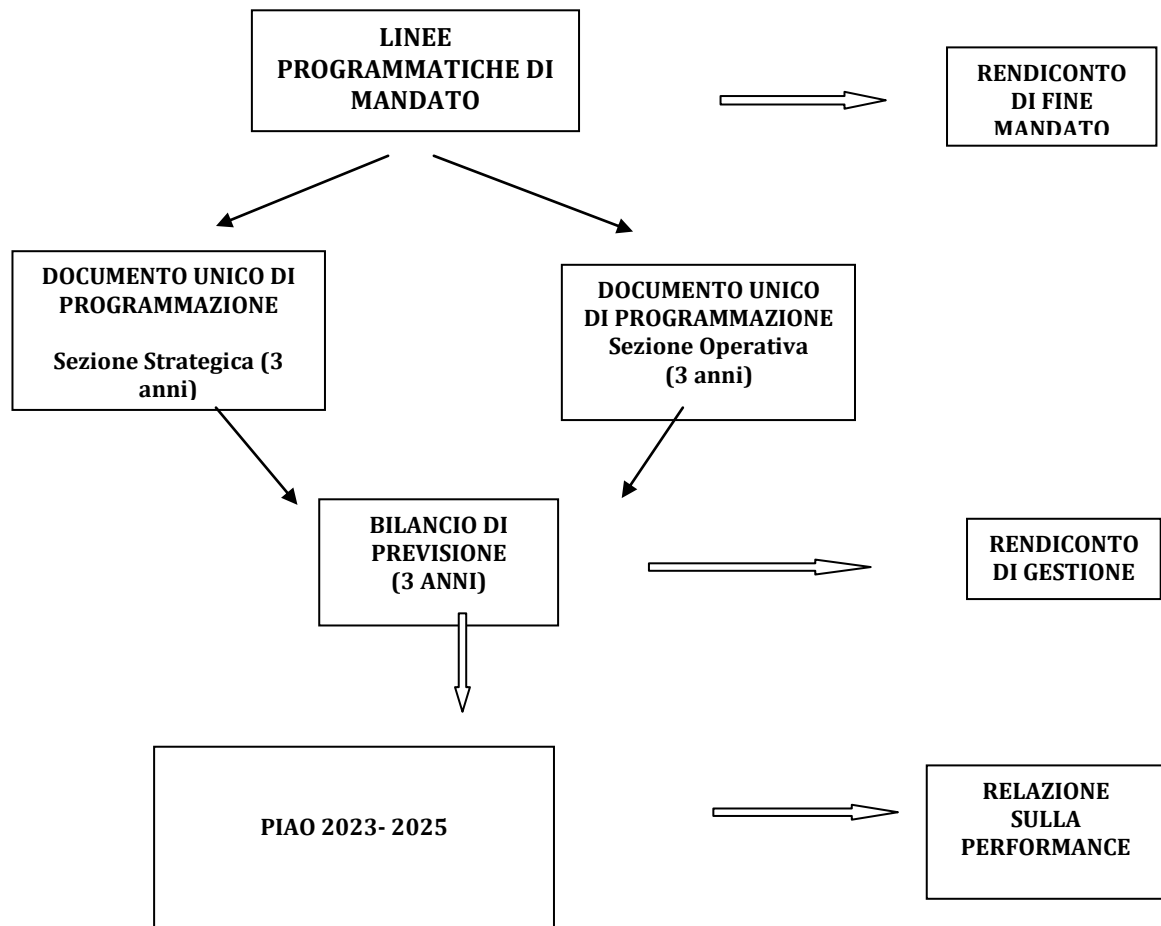 LINEE
PROGRAMMATICHE DI
MANDATO
RENDICONTO
DI FINE
MANDATO
DOCUMENTO UNICO DI
PROGRAMMAZIONE
Sezione Strategica (3
anni)
DOCUMENTO UNICO
DI PROGRAMMAZIONE
Sezione Operativa
(3 anni)
BILANCIO DI
PREVISIONE
(3 ANNI)
RENDICONTO
DI GESTIONE
PIAO 2023- 2025
RELAZIONE
SULLA
PERFORMANCE